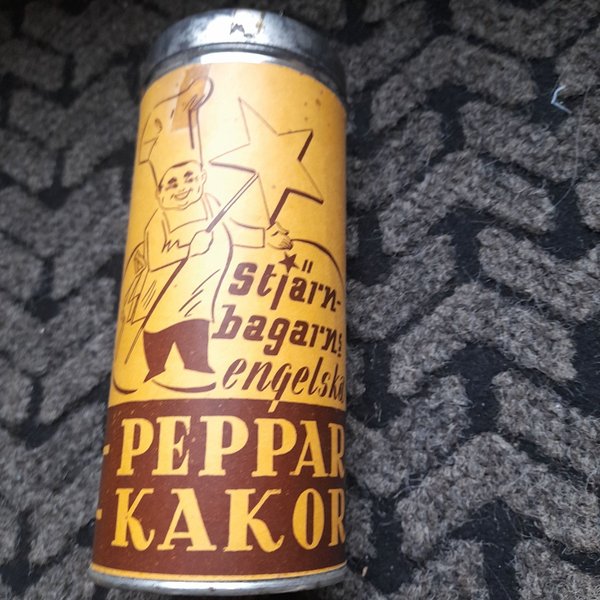 Stjärn-
bagarns
engelska
- PEPPAR
- KAKOR